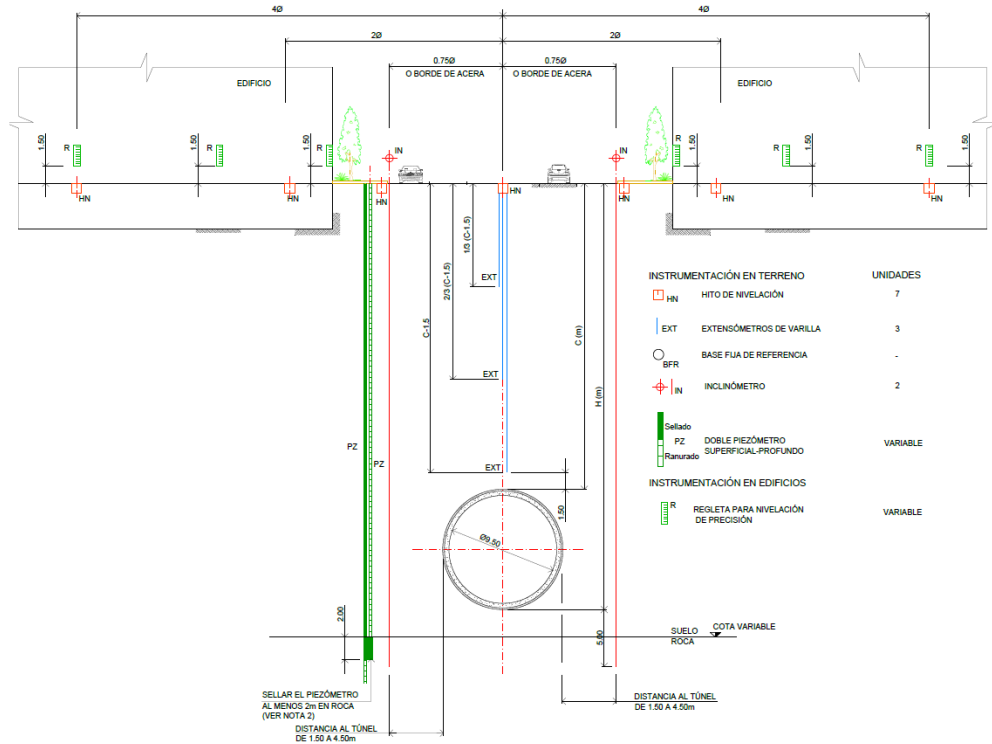 4Ø
4Ø
2Ø
2Ø
0.75Ø
0.75Ø
O BORDE DE ACERA
O BORDE DE ACERA
EDIFICIO
EDIFICIO
1.50
R
1.50
1.50
R
IN
IN
R
1.50
1.50
1.50
R
HN
HN
HN
HN
HN
HN
HN
1/3 (C-1.5)
EXT
2/3 (C-1.5)
EXT
C-1.5
EXT
C (m)
H (m)
1.50
Ø9.50
PZ
PZ
INSTRUMENTACIÓN EN TERRENO
UNIDADES
HN
HITO DE NIVELACIÓN
7
EXT
EXTENSÓMETROS DE VARILLA
3
BFR
BASE FIJA DE REFERENCIA
-
IN
INCLINÓMETRO
2
Sellado
PZ
Ranurado
DOBLE PIEZÓMETRO
SUPERFICIAL-PROFUNDO
VARIABLE
INSTRUMENTACIÓN EN EDIFICIOS
R
REGLETA PARA NIVELACIÓN
DE PRECISIÓN
VARIABLE
2.00
5.00
SUELO
ROCA
COTA VARIABLE
SELLAR EL PIEZÓMETRO
AL MENOS 2m EN ROCA
(VER NOTA 2)
DISTANCIA AL TÚNEL
DE 1.50 A 4.50m
DISTANCIA AL TÚNEL
DE 1.50 A 4.50m